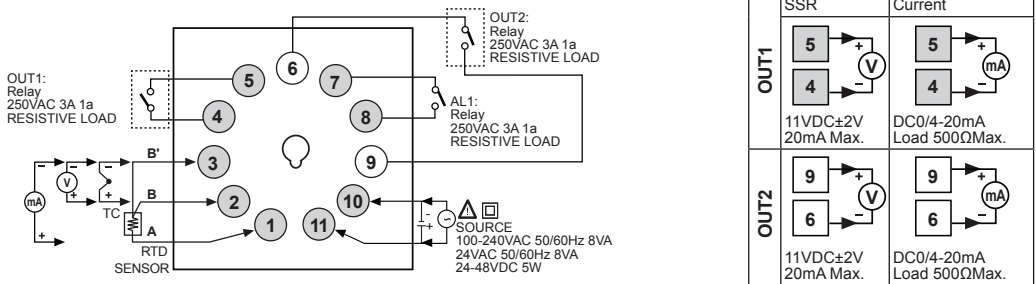 OUT2:
Relay
250VAC 3A 1a
RESISTIVE LOAD
OUT1:
Relay
250VAC 3A 1a
RESISTIVE LOAD
5
6
7
4
8
AL1:
Relay
250VAC 3A 1a
RESISTIVE LOAD
3
9
2
10
1
11
B'
B
A
mA
V
TC
- - -
+ + +
RTD
SENSOR
- +
SOURCE
100-240VAC 50/60Hz 8VA
24VAC 50/60Hz 8VA
24-48VDC 5W
SSR Current
OUT1
5 + V
4 -
11VDC±2V
20mA Max.
5 + mA
4 -
DC0/4-20mA
Load 500ΩMax.
OUT2
9 + V
6 -
11VDC±2V
20mA Max.
9 + mA
6 -
DC0/4-20mA
Load 500ΩMax.